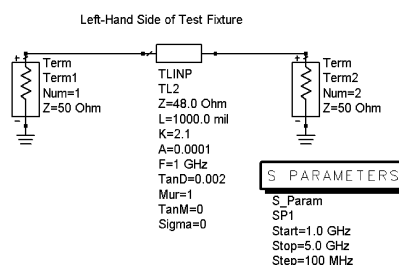 Left-Hand Side of Test Fixture
Term
Term1
Num=1
Z=50 Ohm
TLINP
TL2
Z=48.0 Ohm
L=1000.0 mil
K=2.1
A=0.0001
F=1 GHz
TanD=0.002
Mur=1
TanM=0
Sigma=0
Term
Term2
Num=2
Z=50 Ohm
S PARAMETERS
S_Param
SP1
Start=1.0 GHz
Stop=5.0 GHz
Step=100 MHz